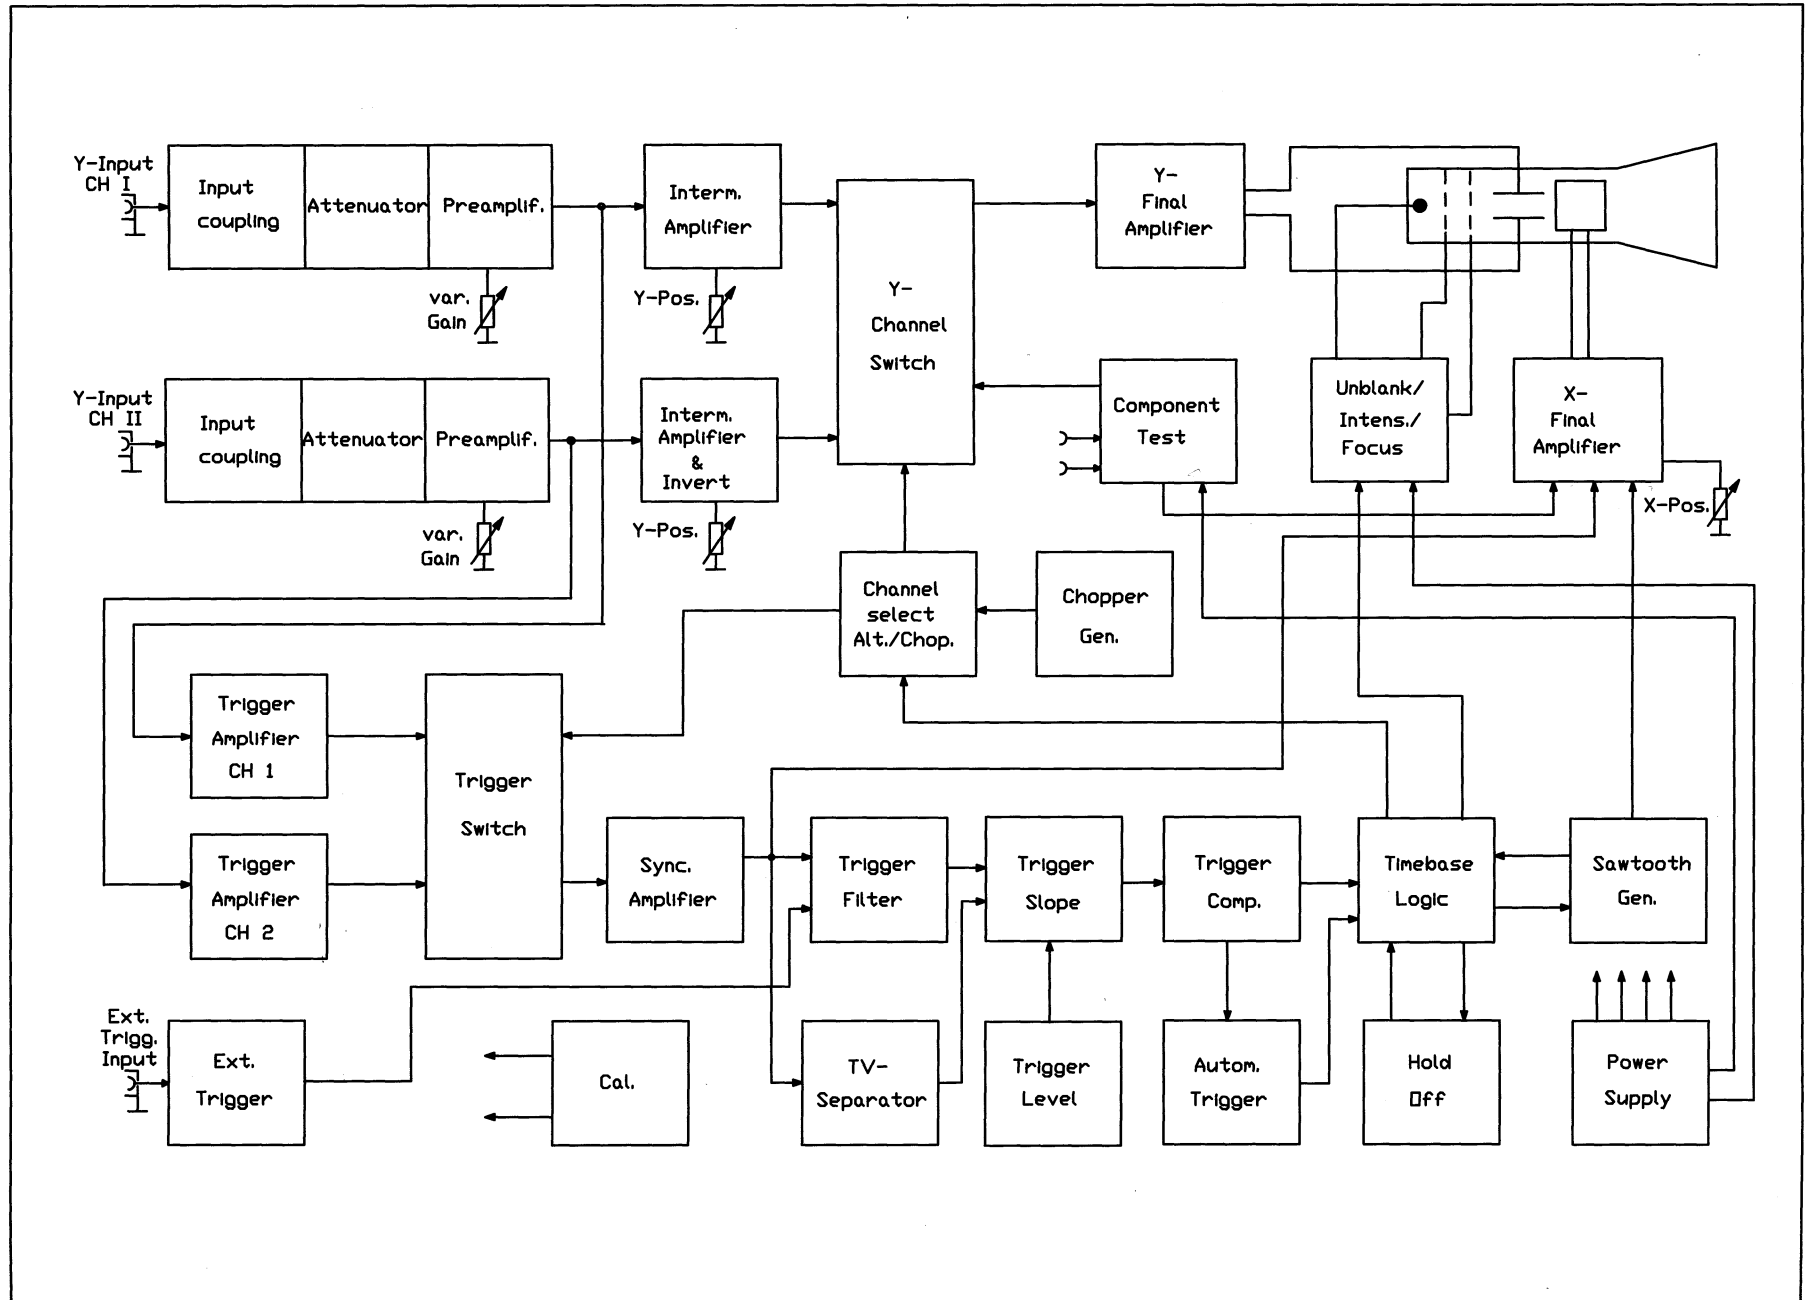 Y-Input
CH I
Input
coupling
Attenuator
Preamplif.
var.
Gain
Interm.
Amplifier
Y-Pos.
Y-
Channel
Switch
Y-
Final
Amplifier
Y-Input
CH II
Input
coupling
Attenuator
Preamplif.
var.
Gain
Interm.
Amplifier
&
Invert
Y-Pos.
Component
Test
Unblank/
Intens./
Focus
X-
Final
Amplifier
X-Pos.
Channel
select
Alt./Chop.
Chopper
Gen.
Trigger
Amplifier
CH 1
Trigger
Switch
Trigger
Amplifier
CH 2
Sync.
Amplifier
Trigger
Filter
Trigger
Slope
Trigger
Comp.
Timebase
Logic
Sawtooth
Gen.
Ext.
Trigg.
Input
Ext.
Trigger
Cal.
TV-
Separator
Trigger
Level
Autom.
Trigger
Hold
Off
Power
Supply